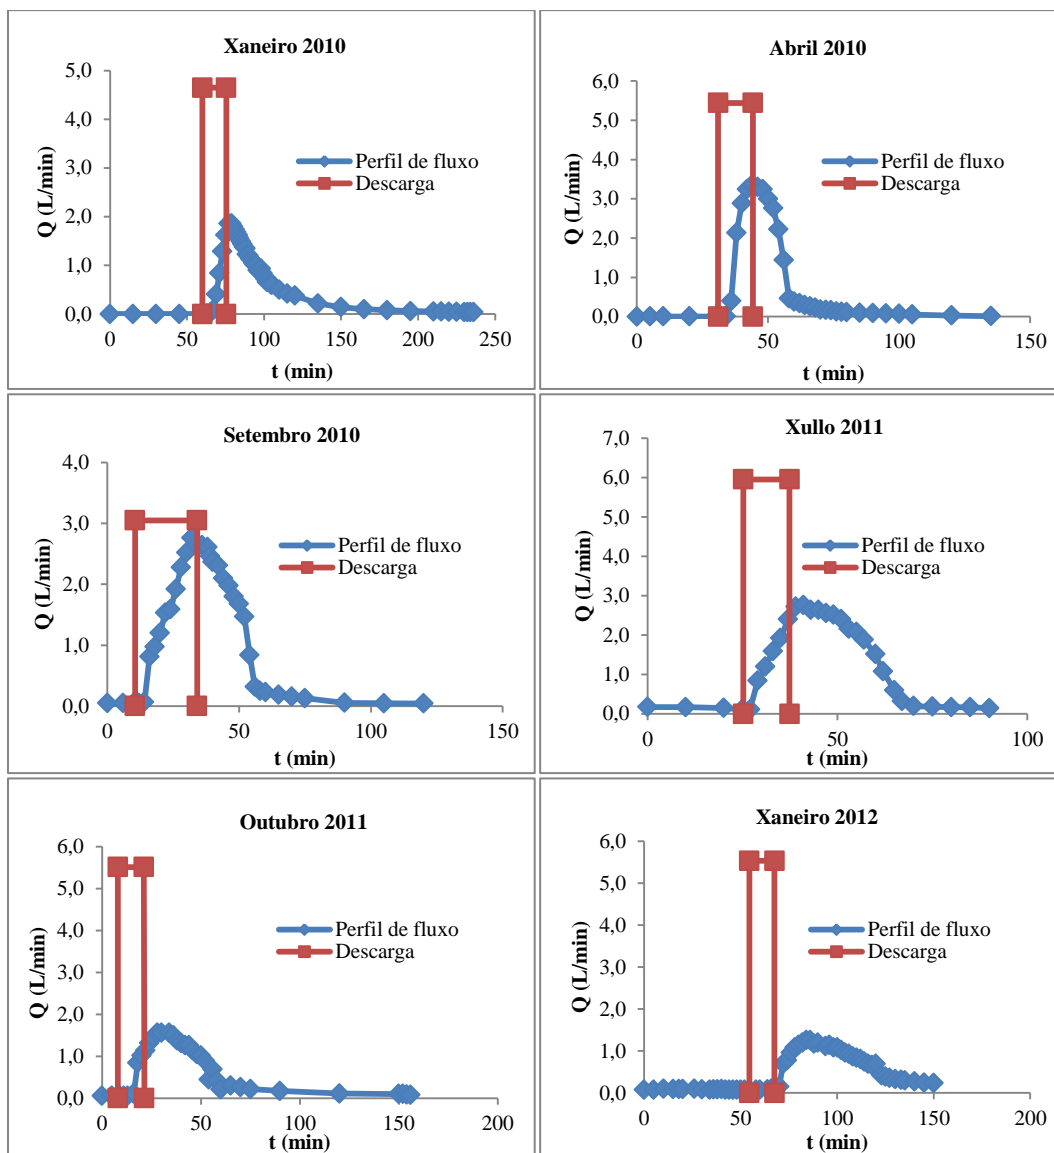 Xaneiro 2010
5,0
4,0
3,0
2,0
1,0
0,0
Q (L/min)
0 50 100 150 200 250
t (min)
Perfil de fluxo
Descarga
Abril 2010
6,0
5,0
4,0
3,0
2,0
1,0
0,0
Q (L/min)
0 50 100 150
t (min)
Perfil de fluxo
Descarga
Setembro 2010
4,0
3,0
2,0
1,0
0,0
Q (L/min)
0 50 100 150
t (min)
Perfil de fluxo
Descarga
Xullo 2011
7,0
6,0
5,0
4,0
3,0
2,0
1,0
0,0
Q (L/min)
0 50 100
t (min)
Perfil de fluxo
Descarga
Outubro 2011
6,0
5,0
4,0
3,0
2,0
1,0
0,0
Q (L/min)
0 50 100 150 200
t (min)
Perfil de fluxo
Descarga
Xaneiro 2012
6,0
5,0
4,0
3,0
2,0
1,0
0,0
Q (L/min)
0 50 100 150 200
t (min)
Perfil de fluxo
Descarga